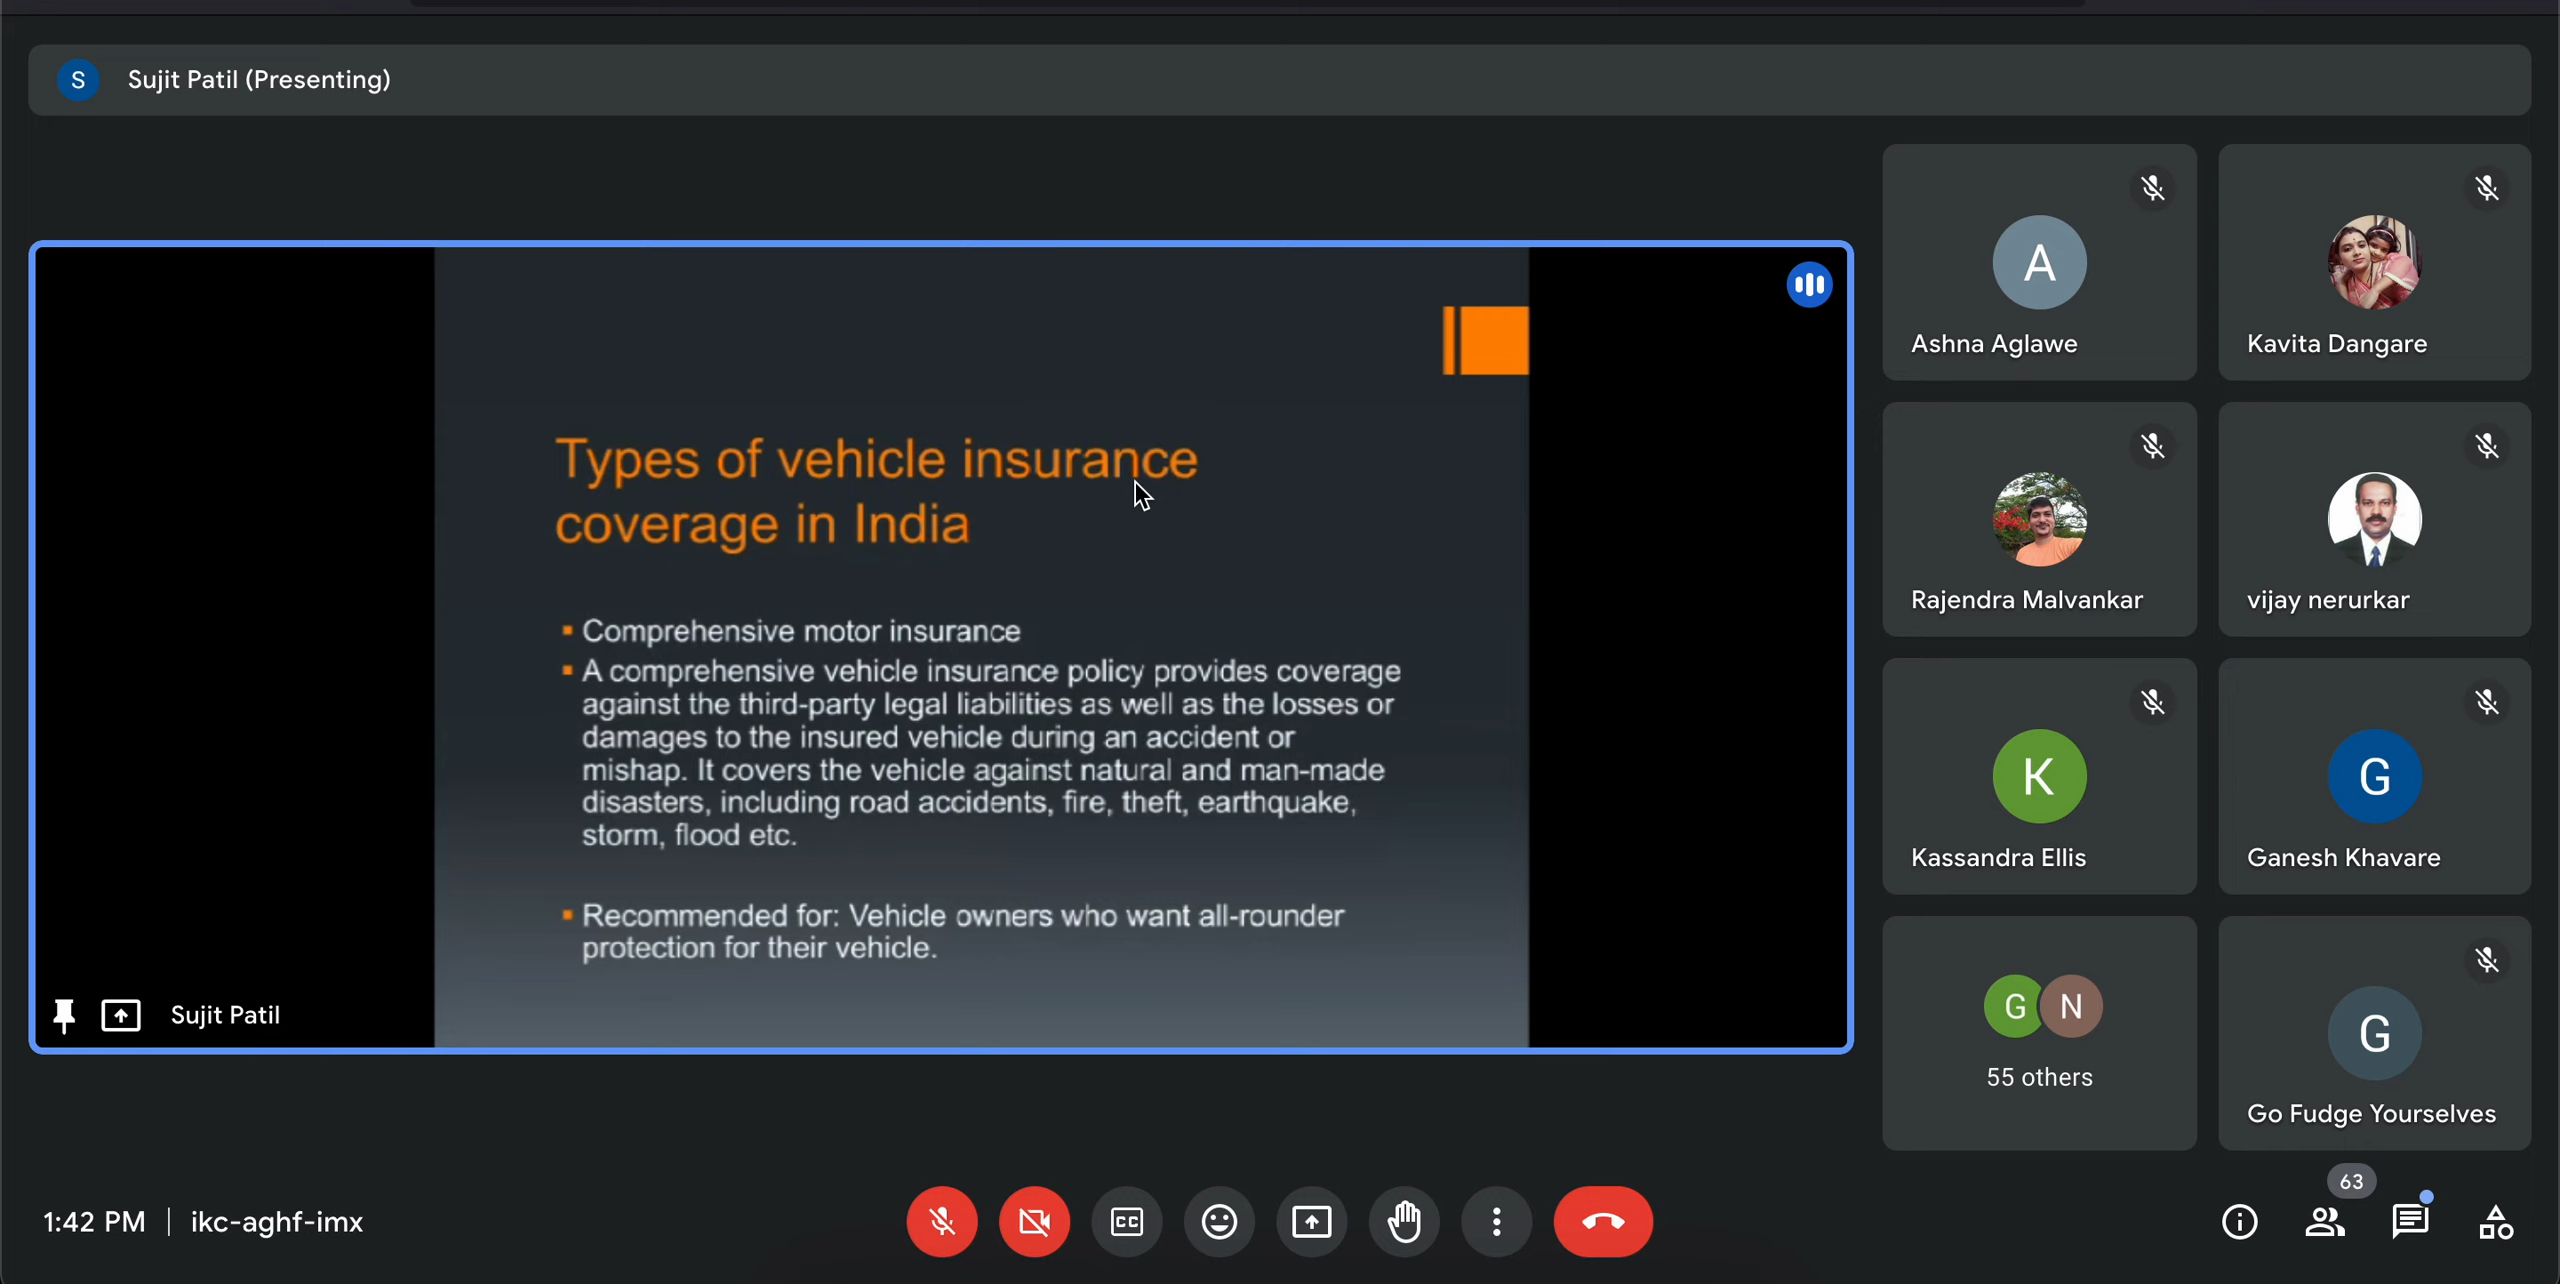 S Sujit Patil (Presenting)
Types of vehicle insurance
coverage in India
▪ Comprehensive motor insurance
▪ A comprehensive vehicle insurance policy provides coverage
against the third-party legal liabilities as well as the losses or
damages to the insured vehicle during an accident or
mishap. It covers the vehicle against natural and man-made
disasters, including road accidents, fire, theft, earthquake,
storm, flood etc.
▪ Recommended for: Vehicle owners who want all-rounder
protection for their vehicle.
Sujit Patil
A
Ashna Aglawe
Kavita Dangare
Rajendra Malvankar
vijay nerurkar
K
Kassandra Ellis
G
Ganesh Khavare
G N
55 others
G
Go Fudge Yourselves
1:42 PM | ikc-aghf-imx
CC
63